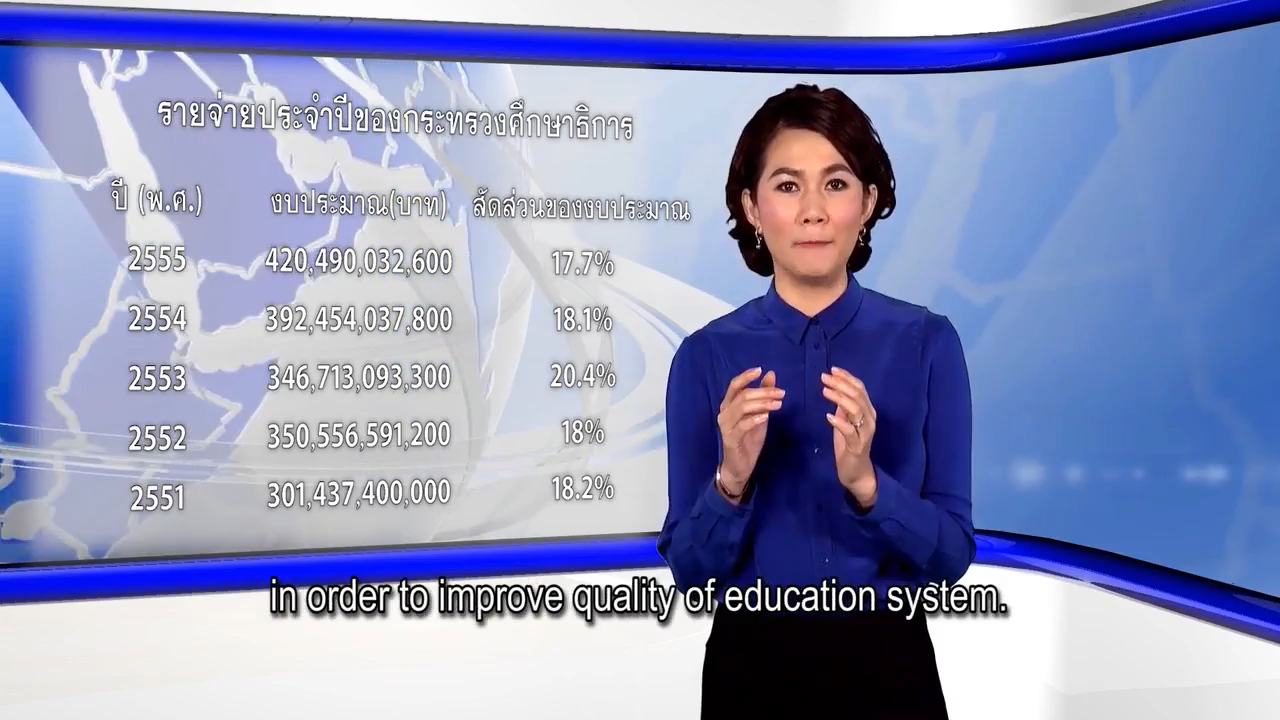 รายจ่ายประจำปีของกระทรวงศึกษาธิการ
ปี (พ.ศ.) งบประมาณ(บาท) สัดส่วนของงบประมาณ
2555 420,490,032,600 17.7%
2554 392,454,037,800 18.1%
2553 346,713,093,300 20.4%
2552 350,556,591,200 18%
2551 301,437,400,000 18.2%
in order to improve quality of education system.